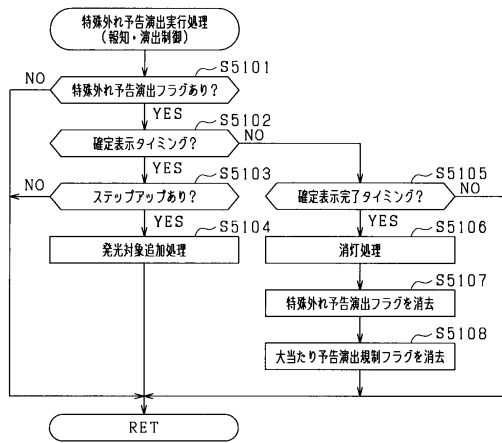 特殊外れ予告演出実行処理
(報知・演出制御)
S5101
特殊外れ予告演出フラグあり?
NO
YES
S5102
確定表示タイミング?
NO
YES
S5103
ステップアップあり?
NO
YES
S5104
発光対象追加処理
S5105
確定表示完了タイミング?
NO
YES
S5106
消灯処理
S5107
特殊外れ予告演出フラグを消去
S5108
大当たり予告演出規制フラグを消去
RET